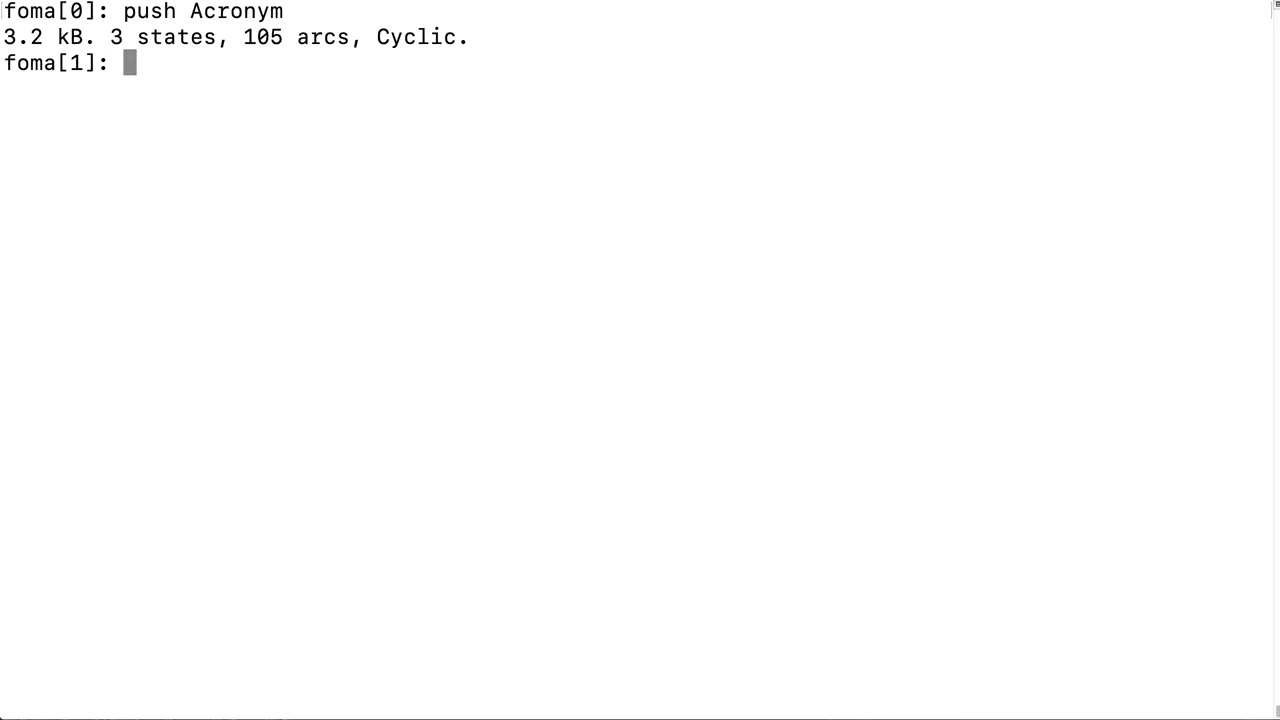 foma[0]: push Acronym
3.2 kB. 3 states, 105 arcs, Cyclic.
foma[1]: